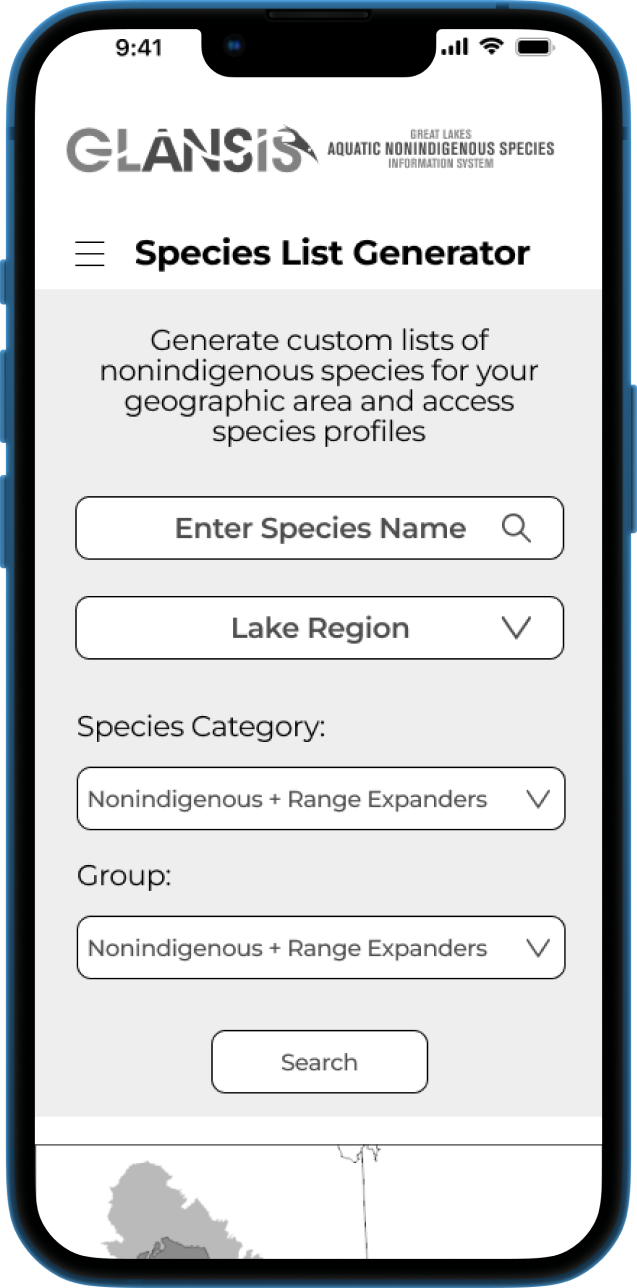 9:41
GLANSIS
GREAT LAKES
AQUATIC NONINDIGENOUS SPECIES
INFORMATION SYSTEM
Species List Generator
Generate custom lists of
nonindigenous species for your
geographic area and access
species profiles
Enter Species Name
Lake Region
Species Category:
Nonindigenous + Range Expanders
Group:
Nonindigenous + Range Expanders
Search